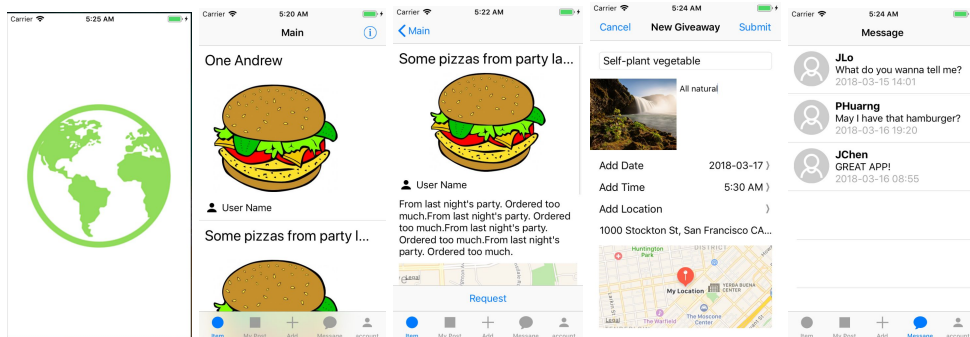 Carrier 5:25 AM
Carrier 5:20 AM
Main
One Andrew
User Name
Some pizzas from party l...
Item My Post Add Message account
Carrier 5:22 AM
Main
Some pizzas from party la...
User Name
From last night's party. Ordered too
much.From last night's party. Ordered
too much.From last night's party.
Ordered too much.From last night's
party. Ordered too much.
Legal
Request
Item My Post Add Message account
Carrier 5:24 AM
Cancel New Giveaway Submit
Self-plant vegetable
All natural
Add Date 2018-03-17
Add Time 5:30 AM
Add Location
1000 Stockton St, San Francisco CA...
Huntington
Park
DISTRICT
My Location
YERBA BUENA
CENTER
The Moscone
Center
The Warfield
Legal
Carrier 5:24 AM
Message
JLo
What do you wanna tell me?
2018-03-15 14:01
PHuarng
May I have that hamburger?
2018-03-16 19:20
JChen
GREAT APP!
2018-03-16 08:55
Item My Post Add Message account